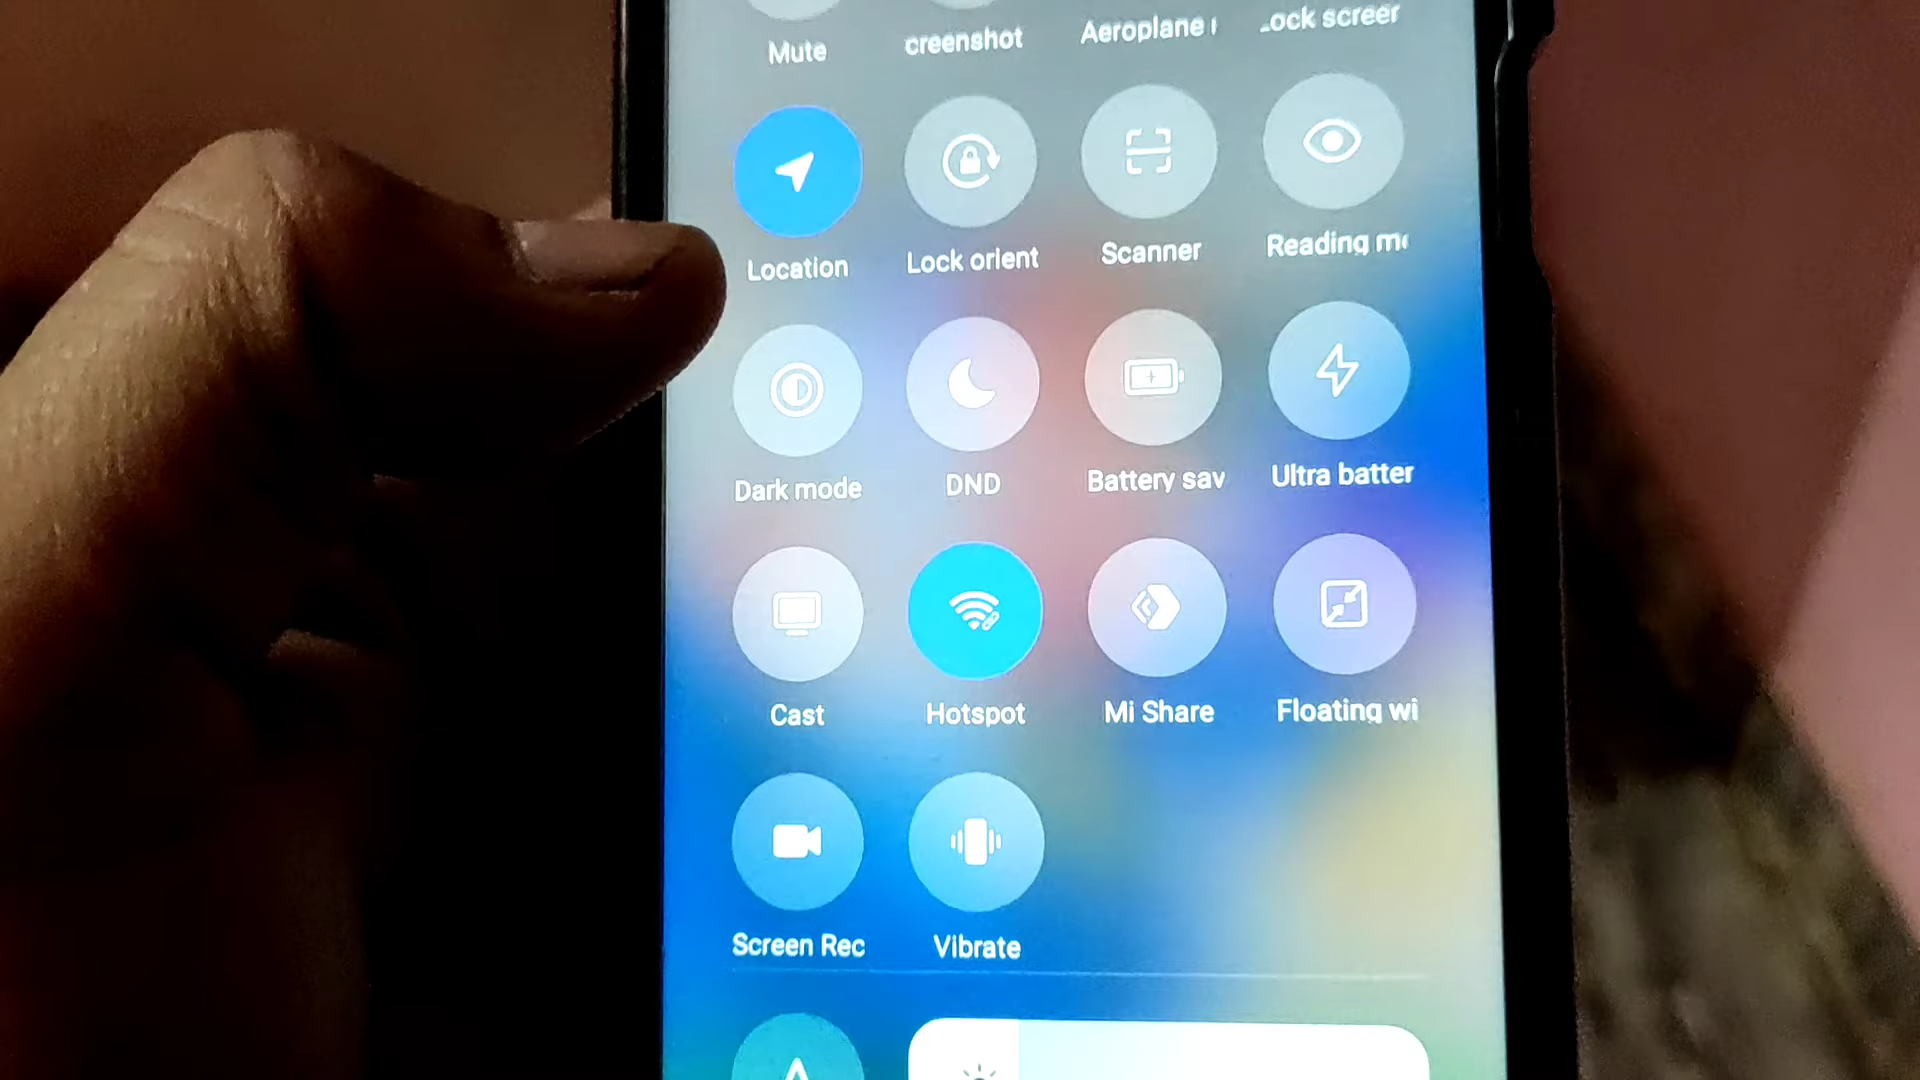 Mute creenshot Aeroplane ock screer
Location Lock orient Scanner Reading m
Dark mode DND Battery sav Ultra batter
Cast Hotspot Mi Share Floating wi
Screen Rec Vibrate